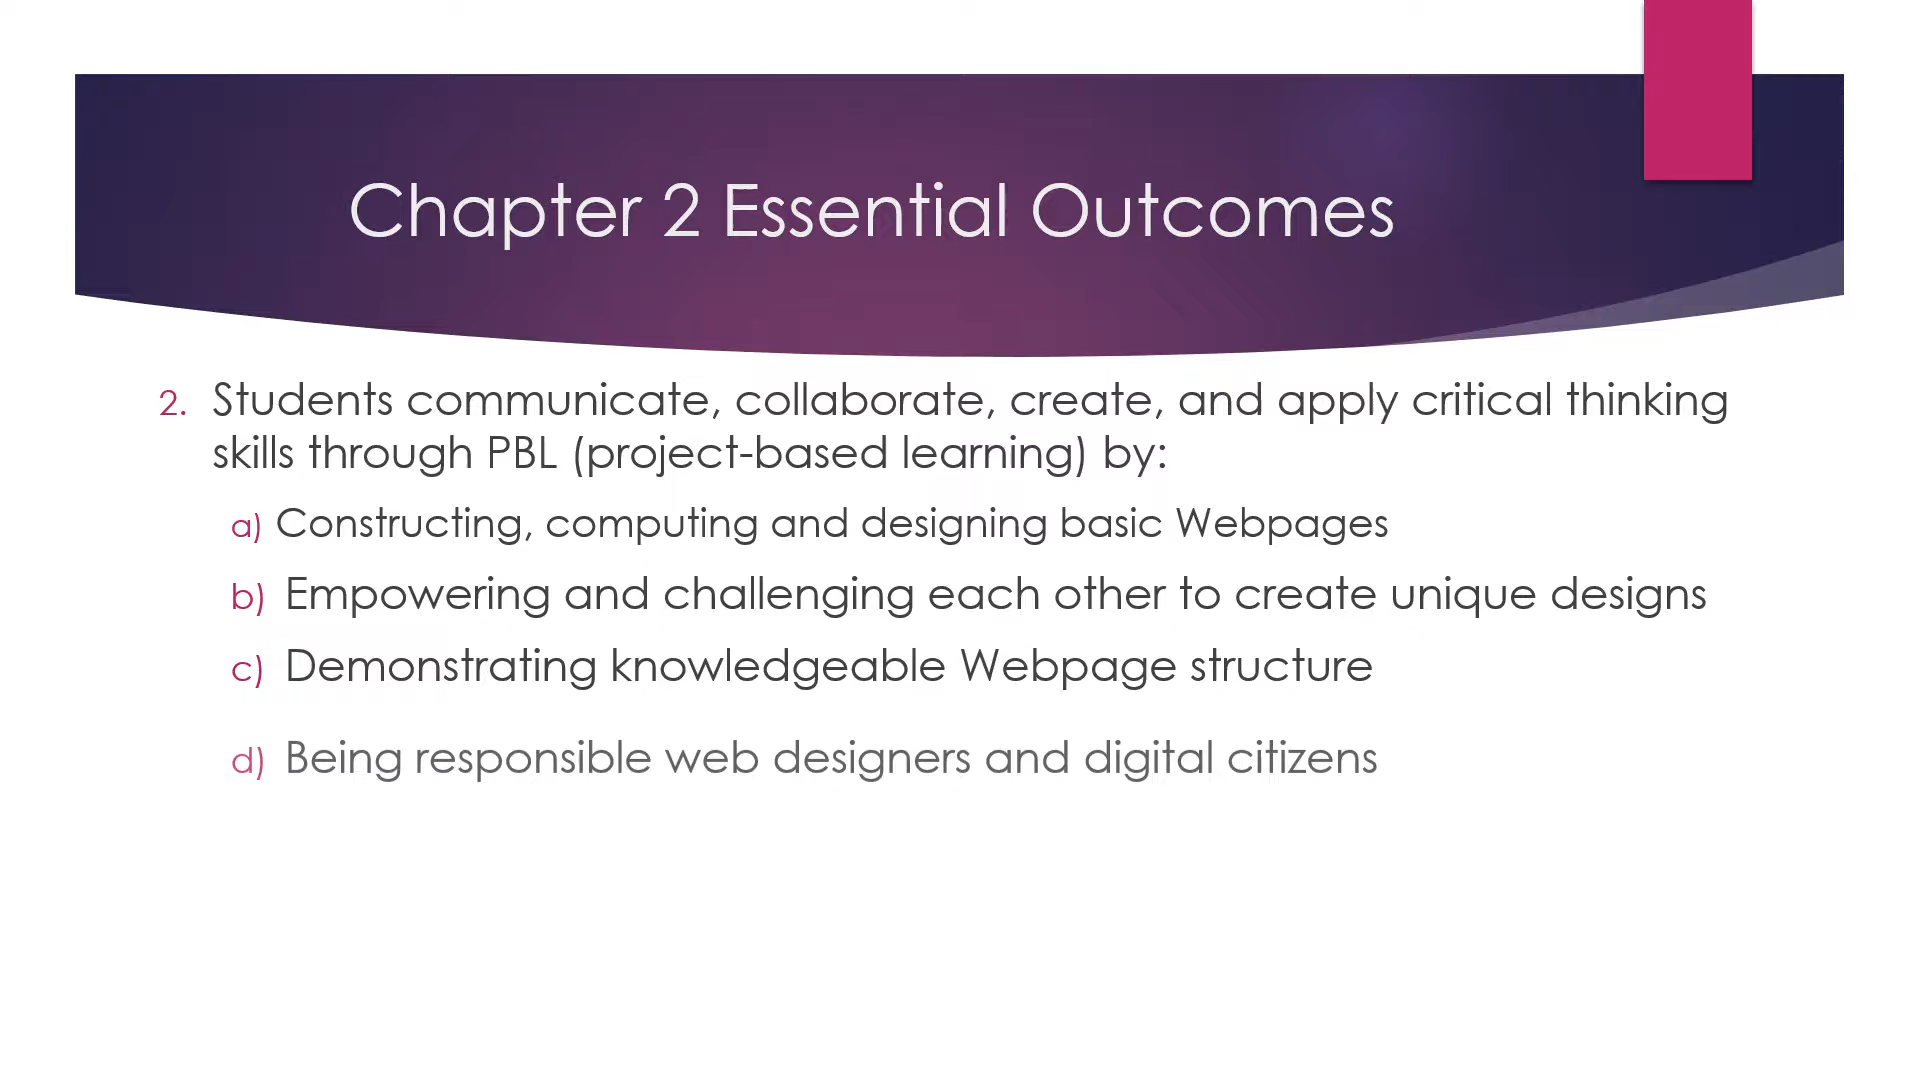 Chapter 2 Essential Outcomes
2. Students communicate, collaborate, create, and apply critical thinking
skills through PBL (project-based learning) by:
a) Constructing, computing and designing basic Webpages
b) Empowering and challenging each other to create unique designs
c) Demonstrating knowledgeable Webpage structure
d) Being responsible web designers and digital citizens